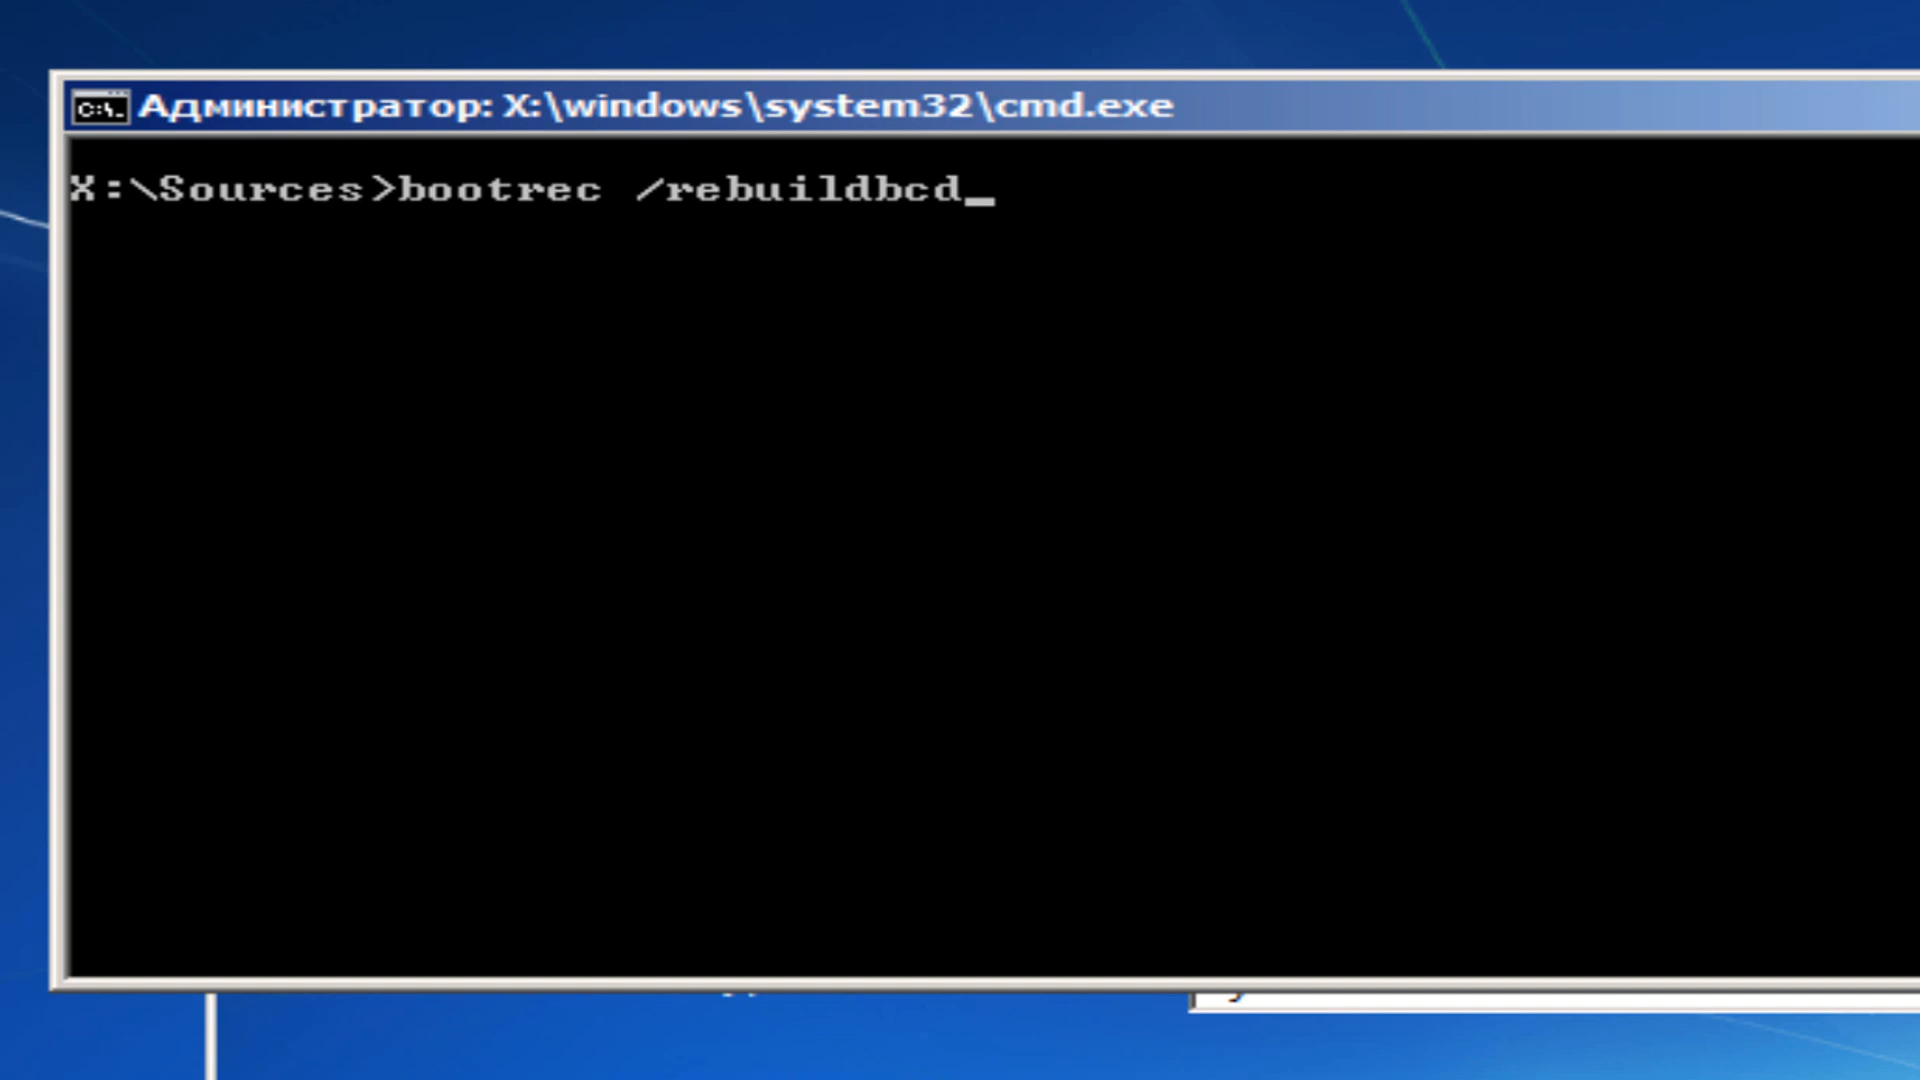 C:\.
Администратор: X:\windows\system32\cmd.exe
X:\Sources>bootrec /rebuildbcd_